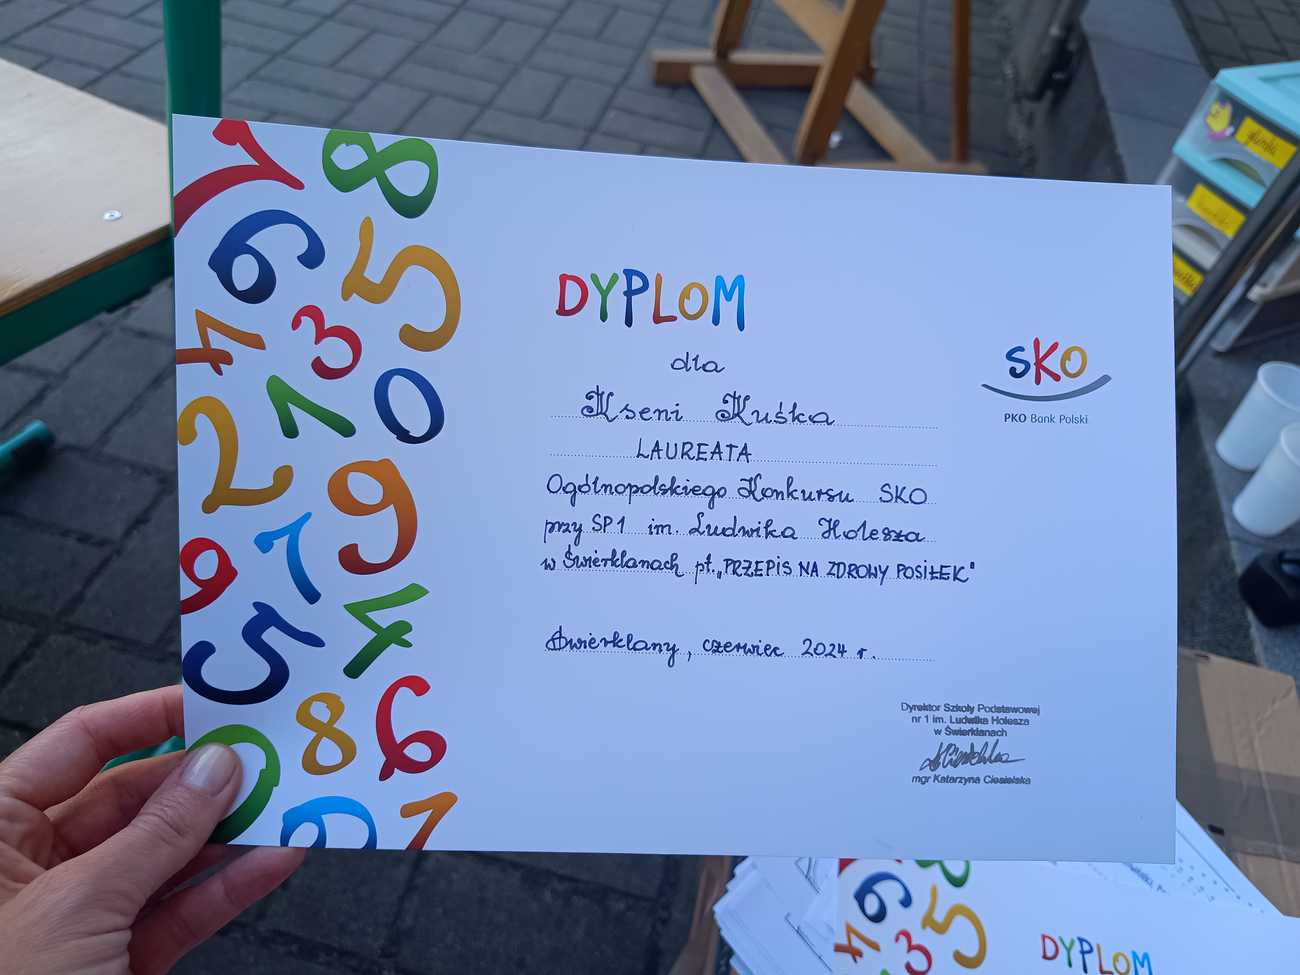 DYPLOM
dla
Kseni Kuśka
LAUREATA
Ogólnopolskiego Konkursu SKO
przy SP1 im. Ludwika Holesza
w Świerklanach pt. „PRZEPIS NA ZDROWY POSIŁEK"
Świerklany, czerwiec 2024 r.
SKO
PKO Bank Polski
Dyrektor Szkoły Podstawowej
nr 1 im. Ludwika Holesza
w Świerklanach
mgr Katarzyna Ciesielska
DYPLOM